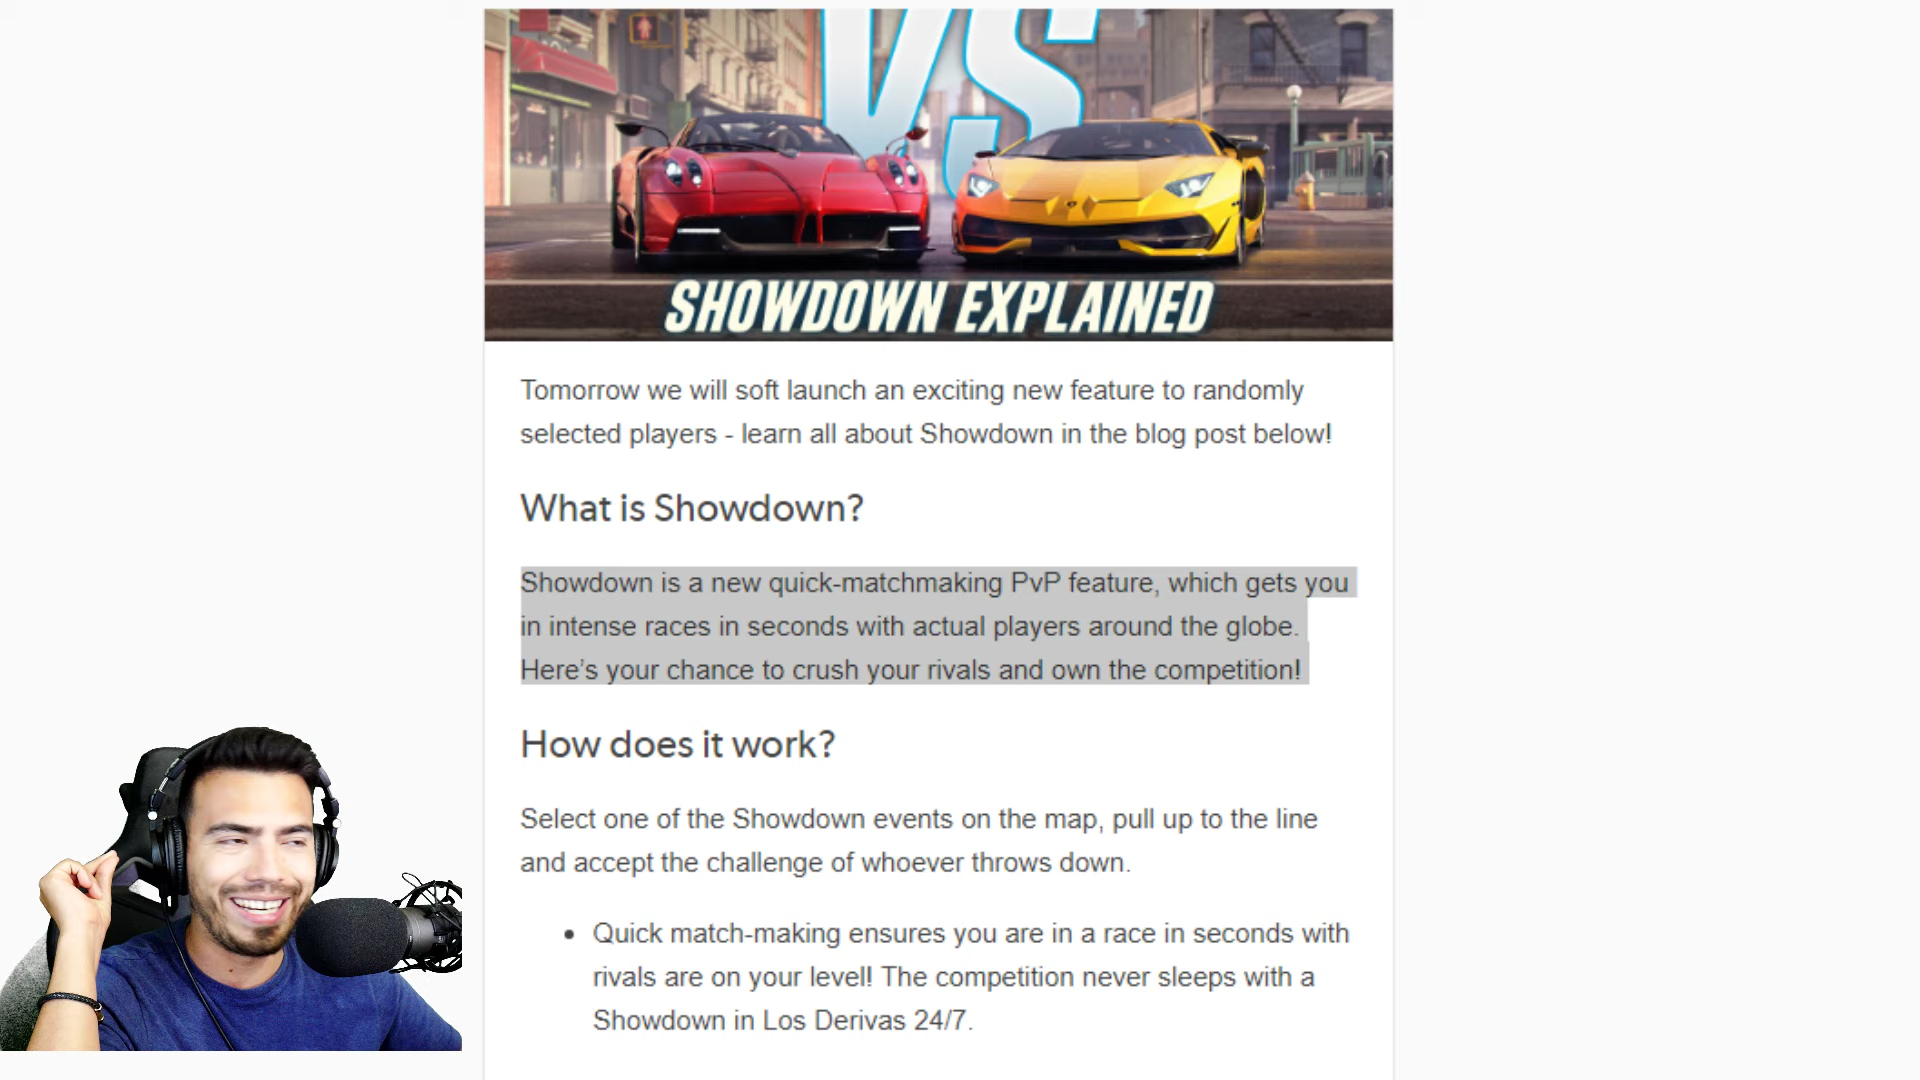 VS
SHOWDOWN EXPLAINED
Tomorrow we will soft launch an exciting new feature to randomly
selected players - learn all about Showdown in the blog post below!
What is Showdown?
Showdown is a new quick-matchmaking PvP feature, which gets you
in intense races in seconds with actual players around the globe.
Here’s your chance to crush your rivals and own the competition!
How does it work?
Select one of the Showdown events on the map, pull up to the line
and accept the challenge of whoever throws down.
• Quick match-making ensures you are in a race in seconds with
rivals are on your level! The competition never sleeps with a
Showdown in Los Derivas 24/7.